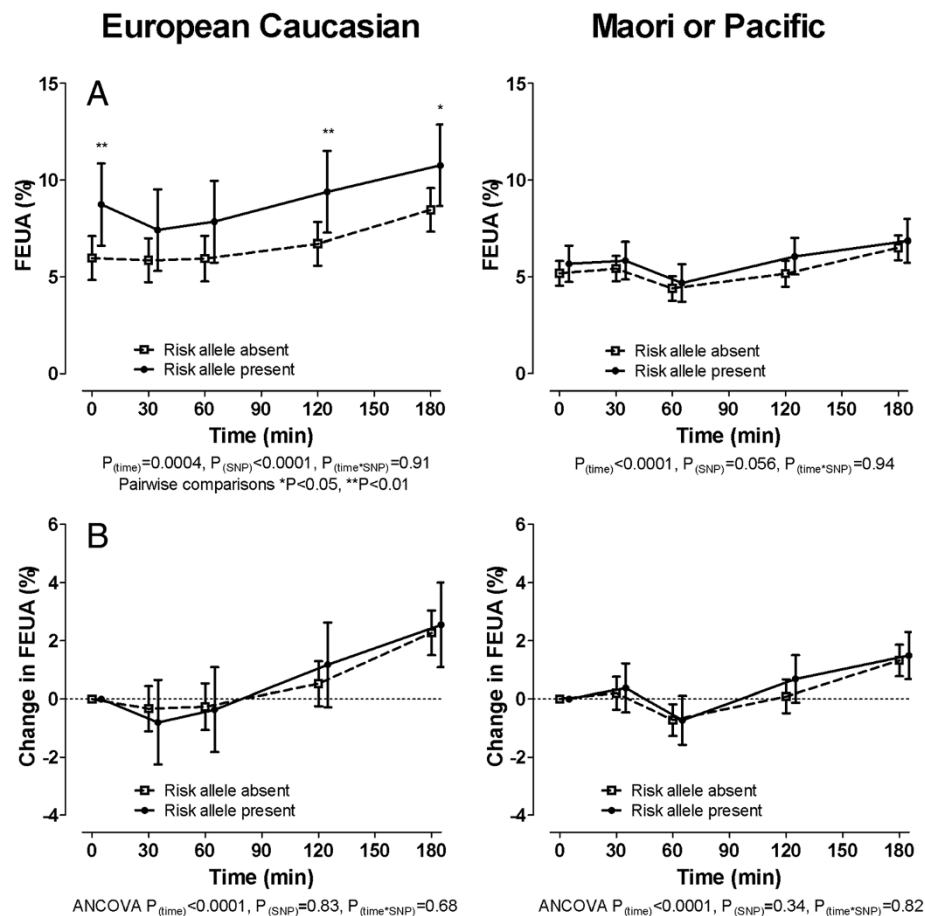 European Caucasian
Maori or Pacific
A
15
10
5
0
FEUA (%)
** ** *
Risk allele absent
Risk allele present
0 30 60 90 120 150 180
Time (min)
P(time)=0.0004, P(SNP)<0.0001, P(time*SNP)=0.91
Pairwise comparisons *P<0.05, **P<0.01
15
10
5
0
FEUA (%)
Risk allele absent
Risk allele present
0 30 60 90 120 150 180
Time (min)
P(time)<0.0001, P(SNP)=0.056, P(time*SNP)=0.94
B
6
4
2
0
-2
-4
Change in FEUA (%)
Risk allele absent
Risk allele present
0 30 60 90 120 150 180
Time (min)
ANCOVA P(time)<0.0001, P(SNP)=0.83, P(time*SNP)=0.68
6
4
2
0
-2
-4
Change in FEUA (%)
Risk allele absent
Risk allele present
0 30 60 90 120 150 180
Time (min)
ANCOVA P(time)<0.0001, P(SNP)=0.34, P(time*SNP)=0.82